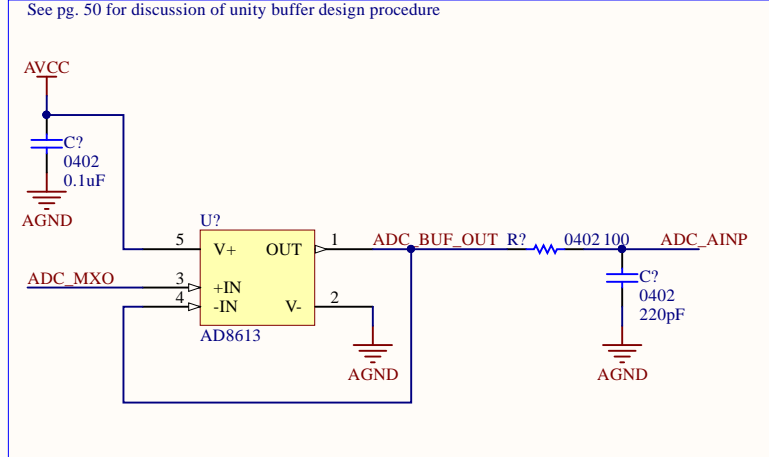 See pg. 50 for discussion of unity buffer design procedure
AVCC
C?
0402
0.1uF
AGND
U?
5 V+ OUT 1
ADC_BUF_OUT R? 0402 100 ADC_AINP
ADC_MXO 3 +IN
4 -IN V- 2
AD8613
AGND
C?
0402
220pF
AGND